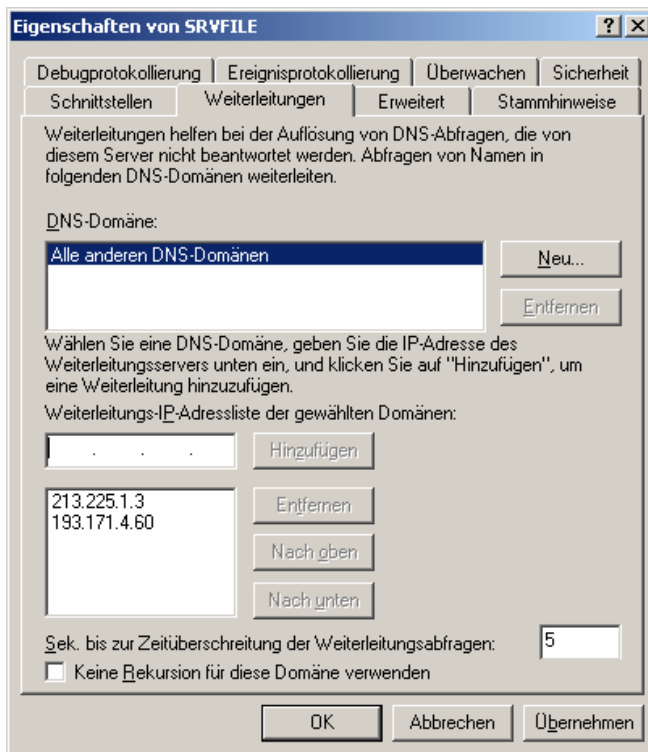 Eigenschaften von SRVFILE
Debugprotokollierung Ereignisprotokollierung Überwachen Sicherheit
Schnittstellen Weiterleitungen Erweitert Stammhinweise
Weiterleitungen helfen bei der Auflösung von DNS-Abfragen, die von
diesem Server nicht beantwortet werden. Abfragen von Namen in
folgenden DNS-Domänen weiterleiten.
DNS-Domäne:
Alle anderen DNS-Domänen
Neu...
Entfernen
Wählen Sie eine DNS-Domäne, geben Sie die IP-Adresse des
Weiterleitungsservers unten ein, und klicken Sie auf "Hinzufügen", um
eine Weiterleitung hinzuzufügen.
Weiterleitungs-IP-Adressliste der gewählten Domänen:
. . . Hinzufügen
213.225.1.3
193.171.4.60
Entfernen
Nach oben
Nach unten
Sek. bis zur Zeitüberschreitung der Weiterleitungsabfragen: 5
Keine Rekursion für diese Domäne verwenden
OK Abbrechen Übernehmen